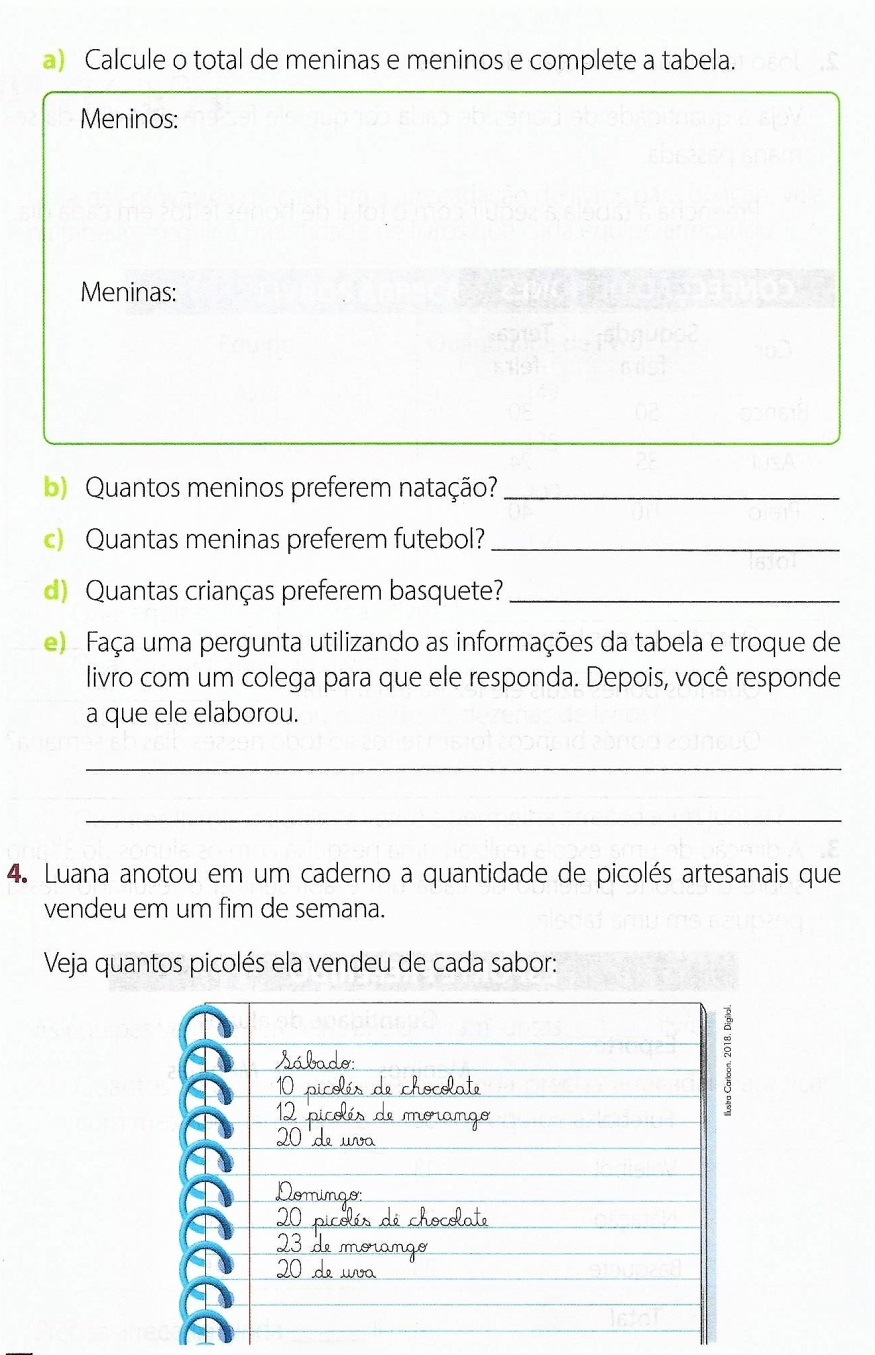 a) Calcule o total de meninas e meninos e complete a tabela.
Meninos:
Meninas:
b) Quantos meninos preferem natação?
c) Quantas meninas preferem futebol?
d) Quantas crianças preferem basquete?
e) Faça uma pergunta utilizando as informações da tabela e troque de
livro com um colega para que ele responda. Depois, você responde
a que ele elaborou.
4. Luana anotou em um caderno a quantidade de picolés artesanais que
vendeu em um fim de semana.
Veja quantos picolés ela vendeu de cada sabor:
Ilustra Cartoon. 2018. Digital.
Sábado:
10 picolés de chocolate
12 picolés de morango
20 de uva
Domingo:
20 picolés de chocolate
23 de morango
20 de uva